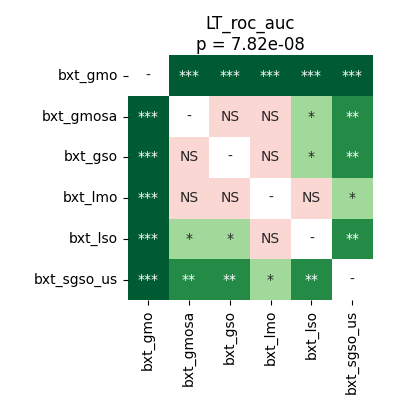 LT_roc_auc
p = 7.82e-08
bxt_gmo - *** *** *** *** ***
bxt_gmosa *** - NS NS * **
bxt_gso *** NS - NS * **
bxt_lmo *** NS NS - NS *
bxt_lso *** * * NS - **
bxt_sgso_us *** ** ** * ** -
bxt_gmo bxt_gmosa bxt_gso bxt_lmo bxt_lso bxt_sgso_us